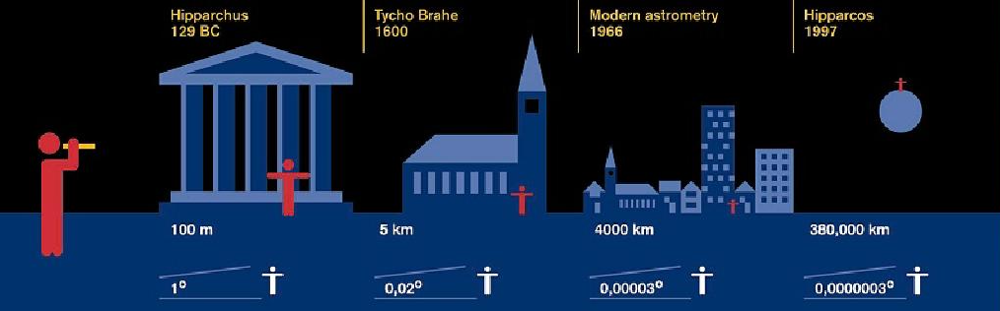 Hipparchus
129 BC
Tycho Brahe
1600
Modern astrometry
1966
Hipparcos
1997
100 m
5 km
4000 km
380,000 km
1°
0,02°
0,00003°
0,0000003°